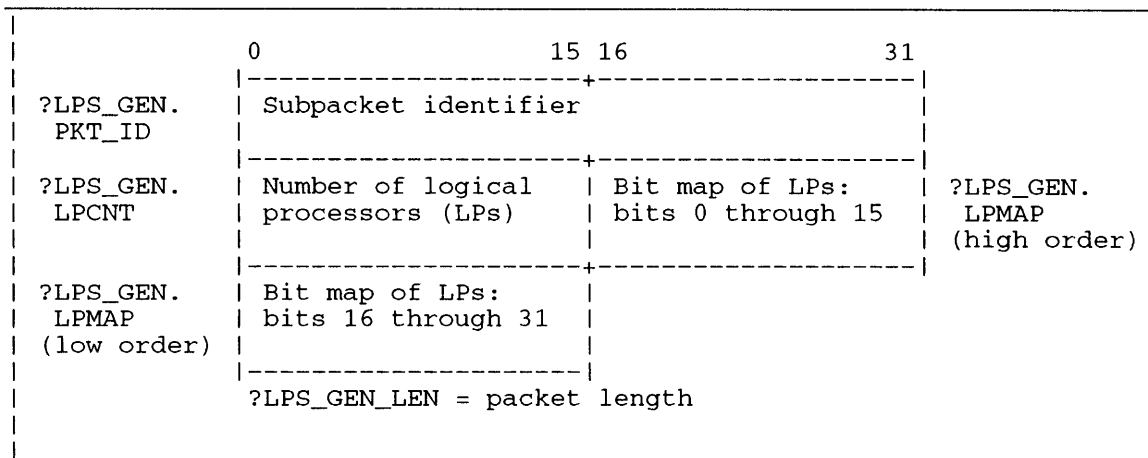 0 15 16 31
?LPS_GEN. Subpacket identifier
PKT_ID
?LPS_GEN. Number of logical Bit map of LPs: ?LPS_GEN.
LPCNT processors (LPs) bits 0 through 15 LPMAP
(high order)
?LPS_GEN. Bit map of LPs:
LPMAP bits 16 through 31
(low order)
?LPS_GEN_LEN = packet length